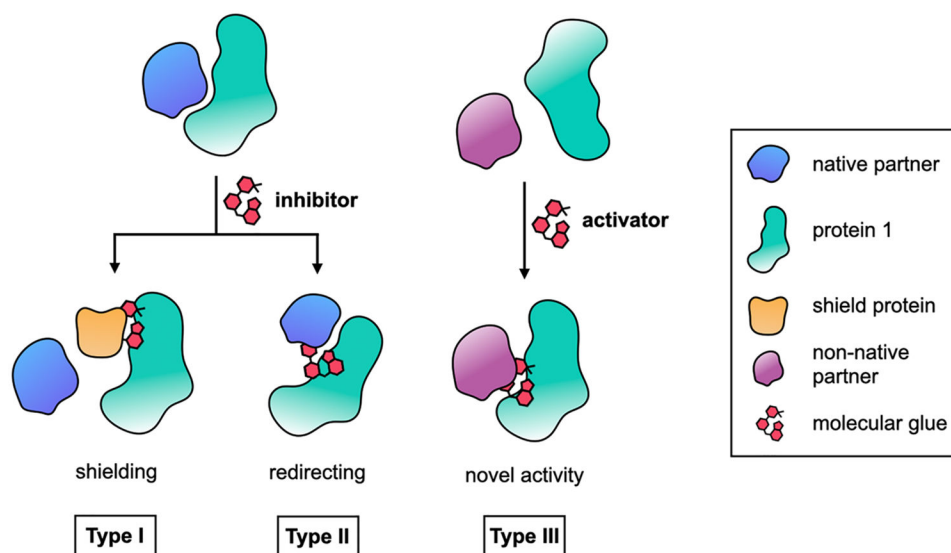 inhibitor
activator
shielding
redirecting
novel activity
Type I
Type II
Type III
native partner
protein 1
shield protein
non-native
partner
molecular glue